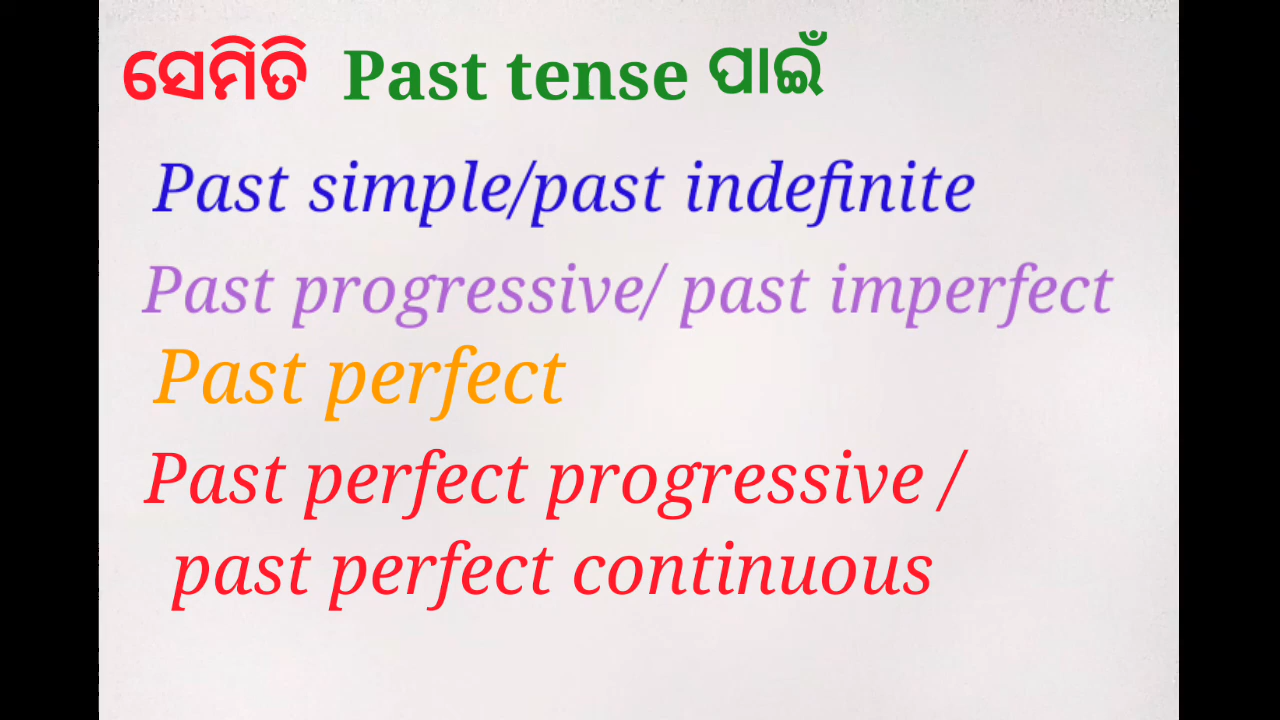 ସେମିତି Past tense ପାଇଁ
Past simple/past indefinite
Past progressive/ past imperfect
Past perfect
Past perfect progressive /
past perfect continuous